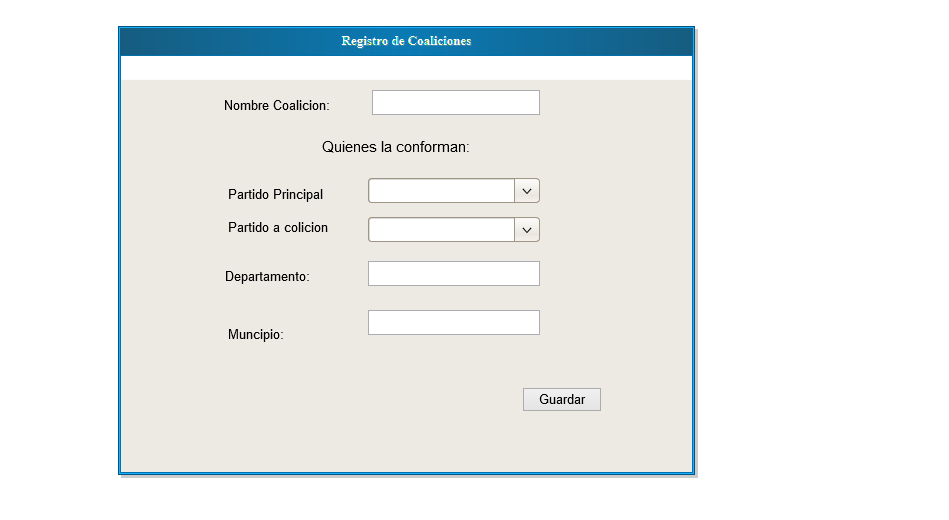 Registro de Coaliciones
Nombre Coalicion:
Quienes la conforman:
Partido Principal
Partido a colicion
Departamento:
Muncipio:
Guardar